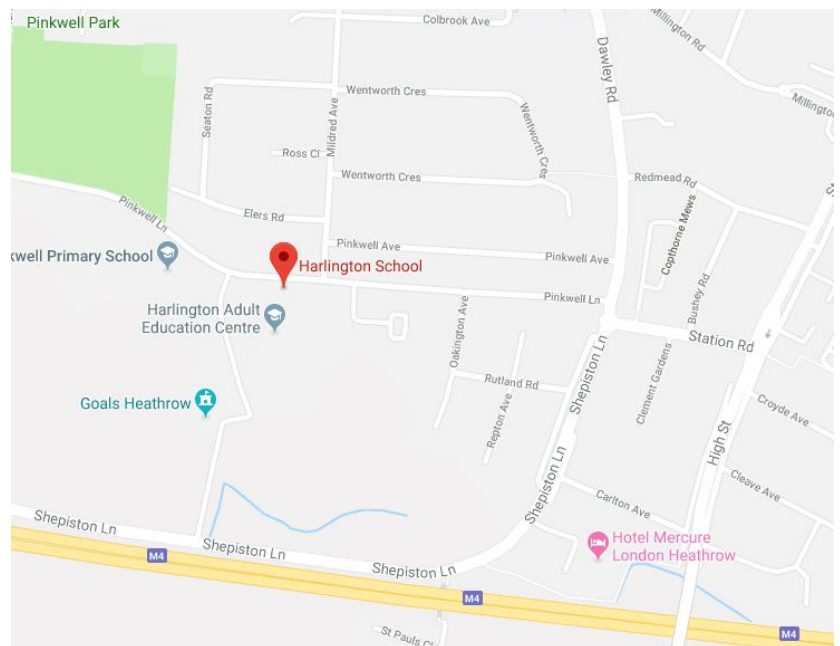 Pinkwell Park
Colbrook Ave
Millington Rd
Dawley Rd
Millington
Wentworth Cres
Seaton Rd
Mildred Ave
Ross Cl
Wentworth Cres
Wentworth Cres
Redmead Rd
Pinkwell Ln
Elers Rd
Copthorne Mews
kwell Primary School
Pinkwell Ave
Pinkwell Ave
Harlington School
Bushey Rd
Pinkwell Ln
Harlington Adult
Education Centre
Oakington Ave
Station Rd
Shepiston Ln
Clement Gardens
Rutland Rd
Repton Ave
Goals Heathrow
Croyde Ave
High St
Cleave Ave
Shepiston Ln
Carlton Ave
Shepiston Ln
Shepiston Ln
Hotel Mercure
London Heathrow
M4
Shepiston Ln
M4
M4
St Pauls Cl